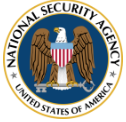 NATIONAL SECURITY AGENCY
UNITED STATES OF AMERICA